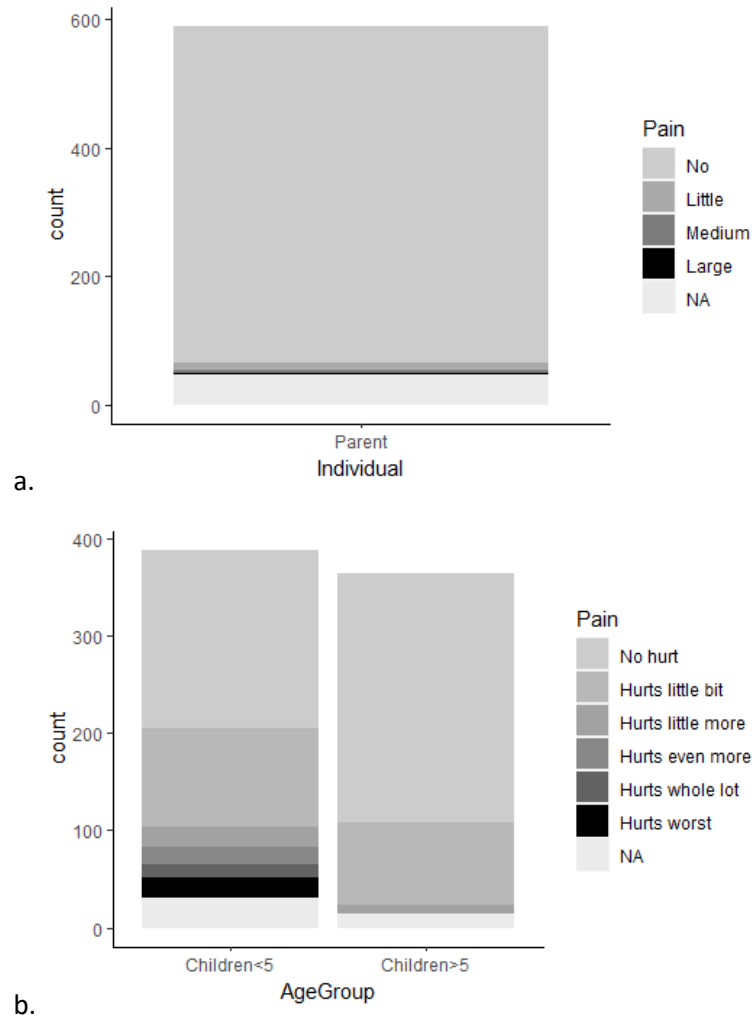 600
400
200
0
count
Parent
Individual
Pain
No
Little
Medium
Large
NA
a.
400
300
200
100
0
count
Children<5
Children>5
AgeGroup
Pain
No hurt
Hurts little bit
Hurts little more
Hurts even more
Hurts whole lot
Hurts worst
NA
b.